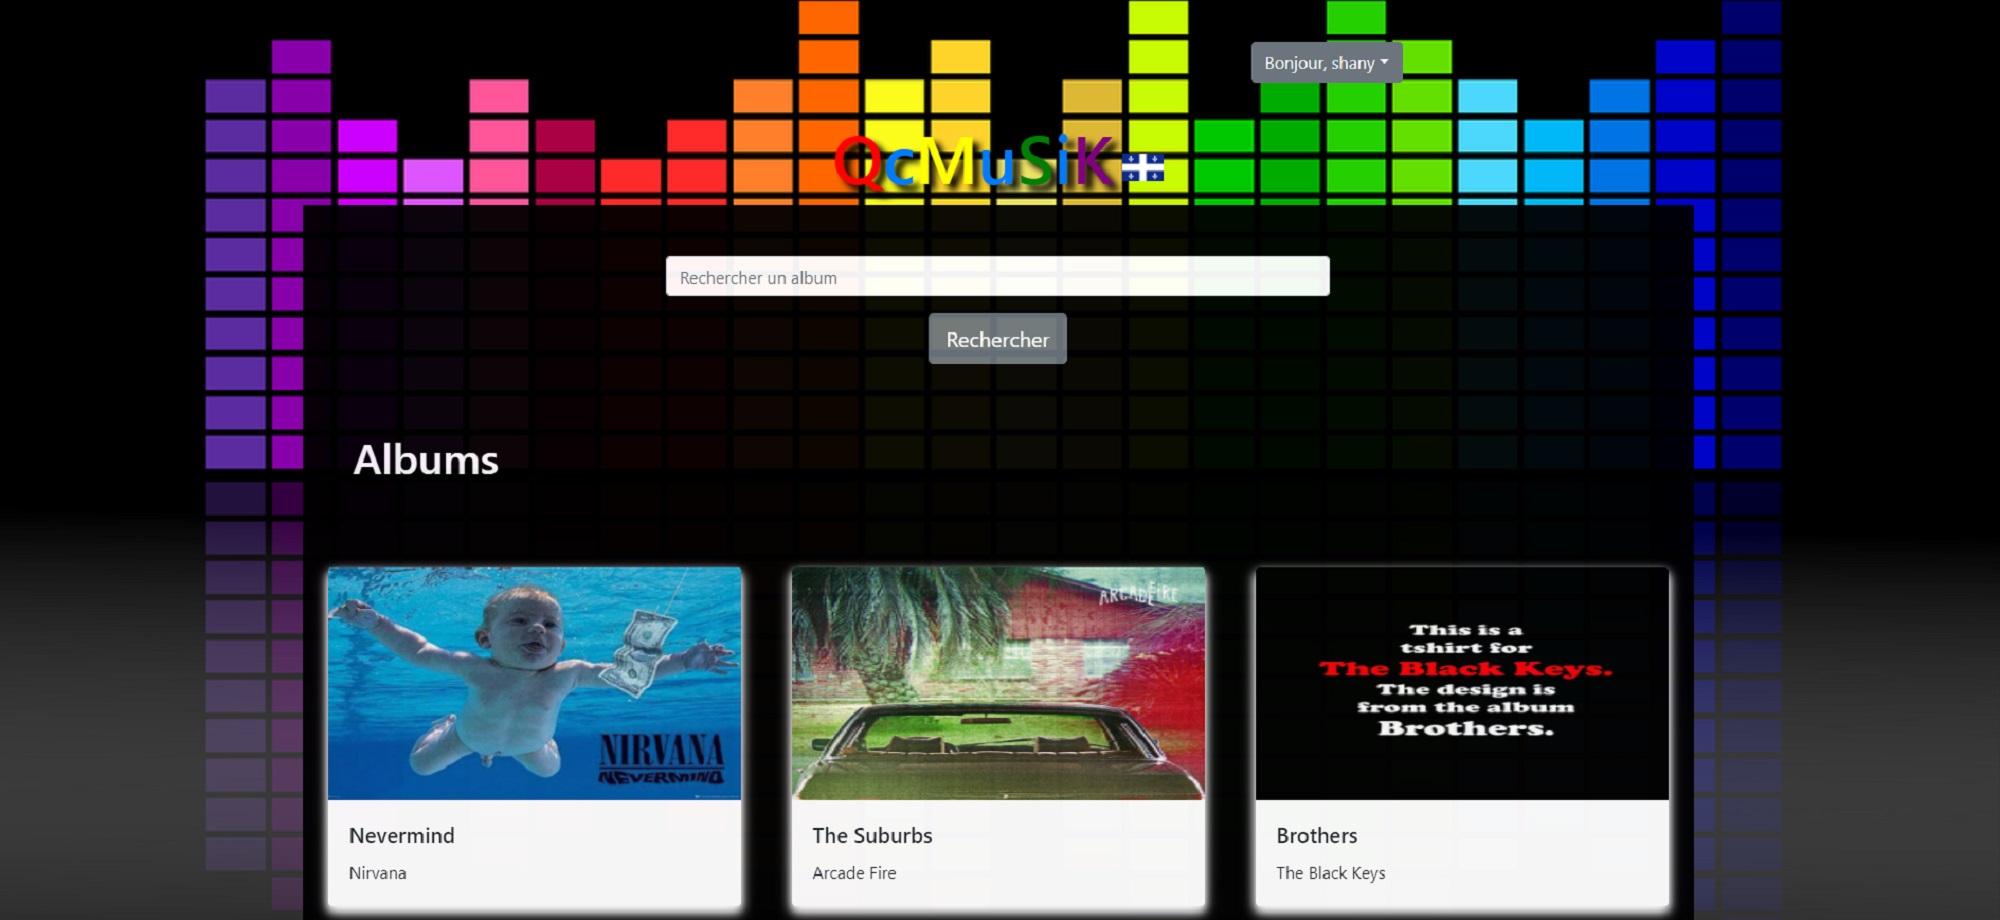 Bonjour, shany
QcMuSiK
Rechercher un album
Rechercher
Albums
NIRVANA
NEVERMIND
Nevermind
Nirvana
ARCADE FIRE
The Suburbs
Arcade Fire
This is a
tshirt for
The Black Keys.
The design is
from the album
Brothers.
Brothers
The Black Keys